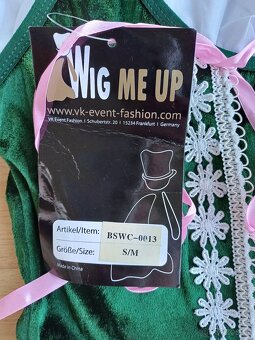 WIG ME UP
www.vk-event-fashion.com
VK Event Fashion | Schubertstr. 20 | 15234 Frankfurt | Germany
Artikel/Item: BSWC-0013
Größe/Size: S/M
Made in China